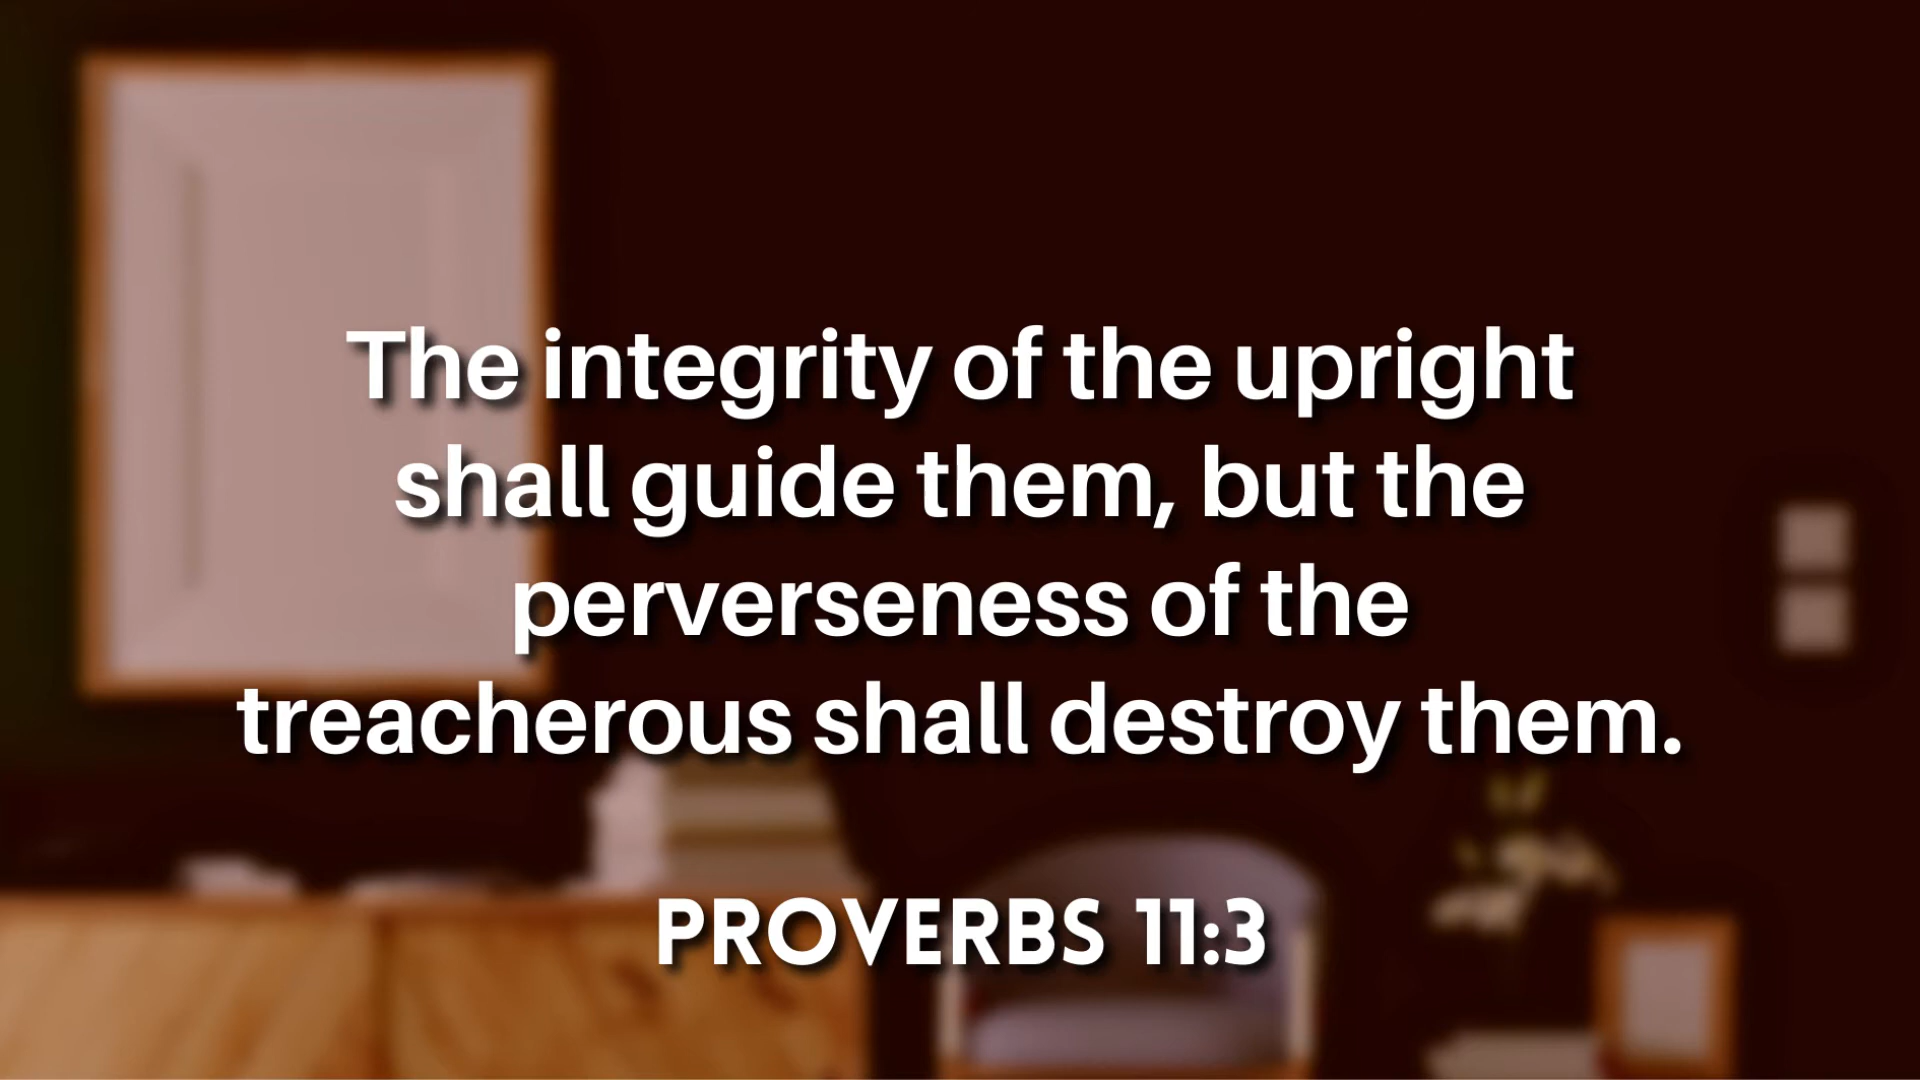 The integrity of the upright
shall guide them, but the
perverseness of the
treacherous shall destroy them.
PROVERBS 11:3